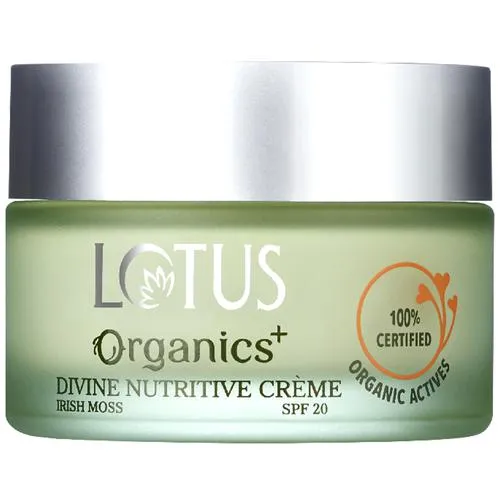 LOTUS
Organics+
DIVINE NUTRITIVE CRÈME
IRISH MOSS SPF 20
100%
CERTIFIED
ORGANIC ACTIVES